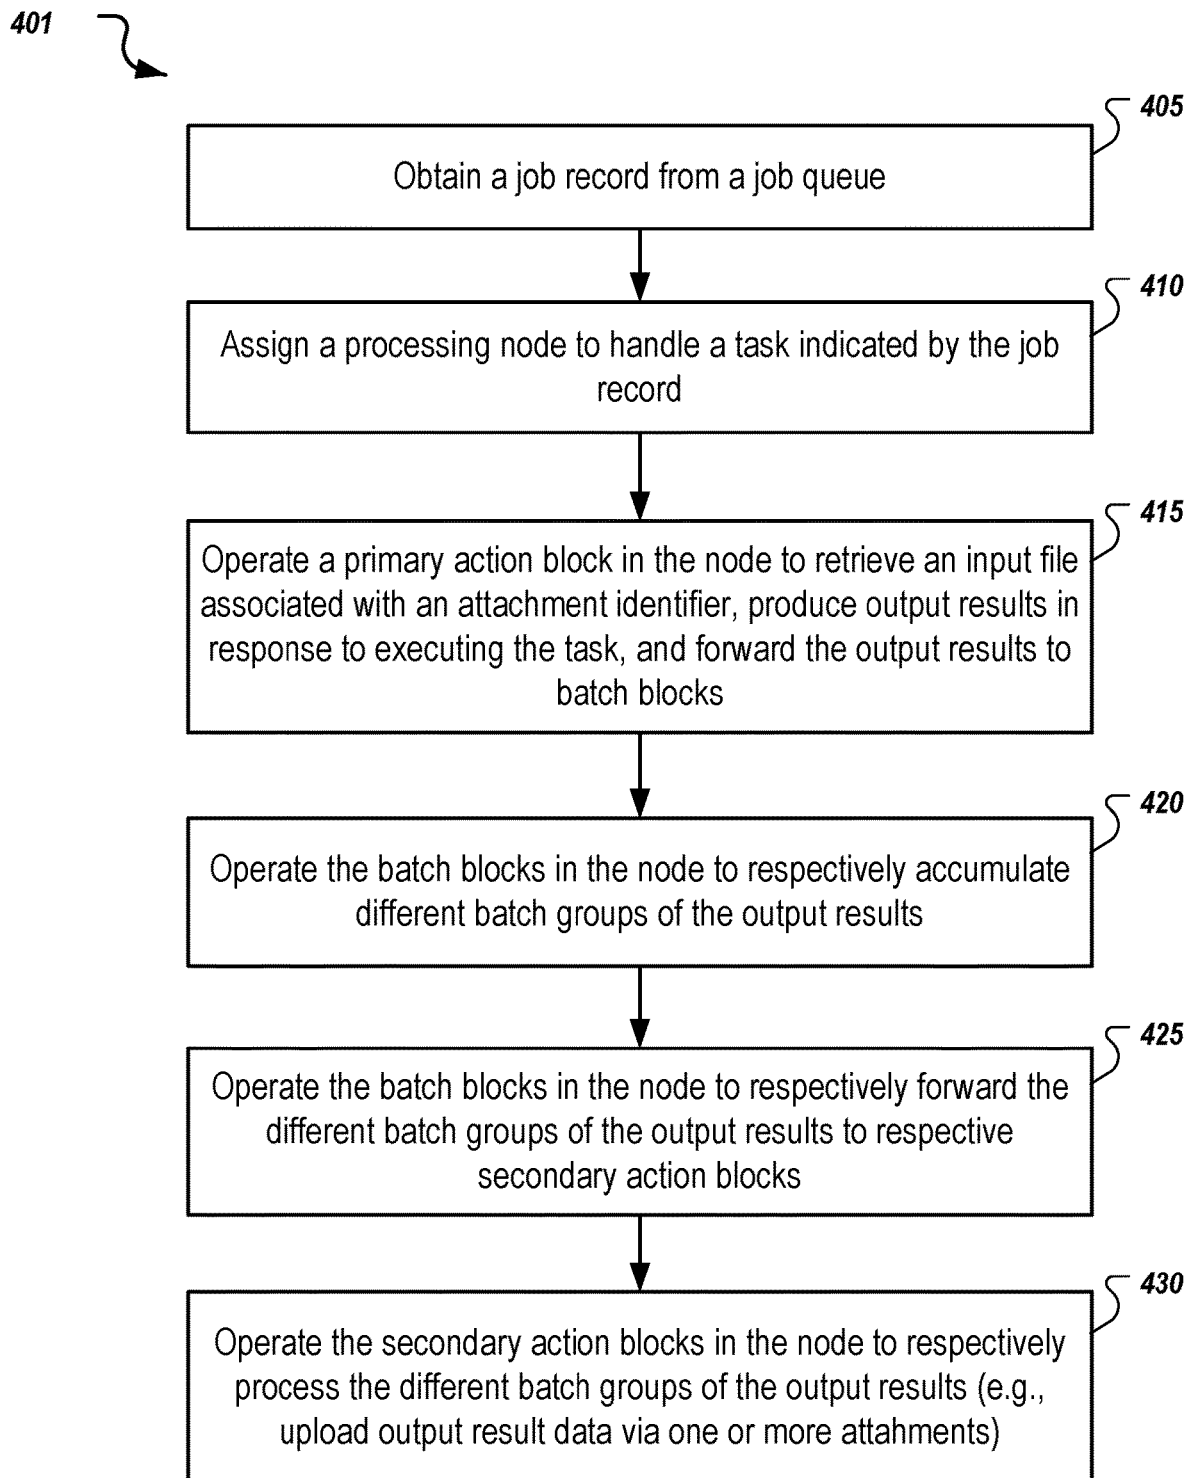 401
405
Obtain a job record from a job queue
410
Assign a processing node to handle a task indicated by the job
record
415
Operate a primary action block in the node to retrieve an input file
associated with an attachment identifier, produce output results in
response to executing the task, and forward the output results to
batch blocks
420
Operate the batch blocks in the node to respectively accumulate
different batch groups of the output results
425
Operate the batch blocks in the node to respectively forward the
different batch groups of the output results to respective
secondary action blocks
430
Operate the secondary action blocks in the node to respectively
process the different batch groups of the output results (e.g.,
upload output result data via one or more attahments)